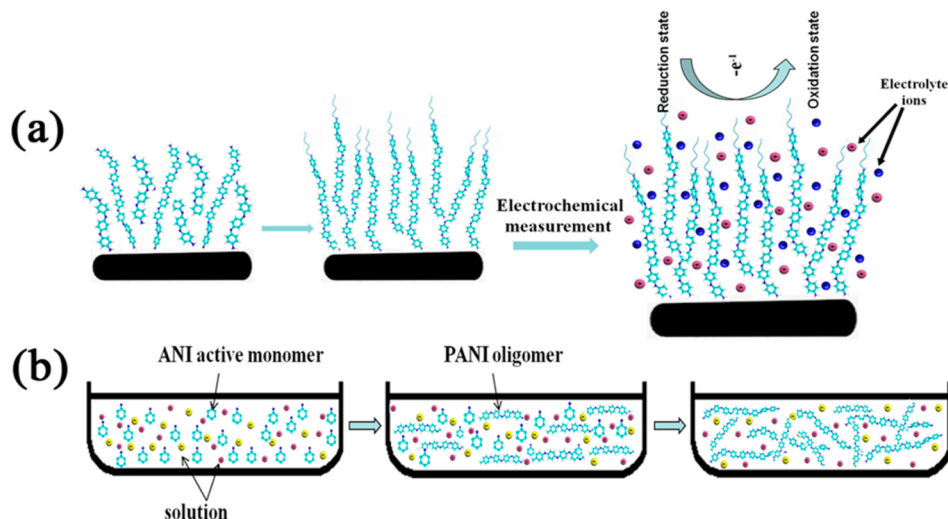 (a)
Reduction state
-e⁻¹
Oxidation state
Electrolyte
ions
Electrochemical
measurement
(b)
ANI active monomer
PANI oligomer
solution